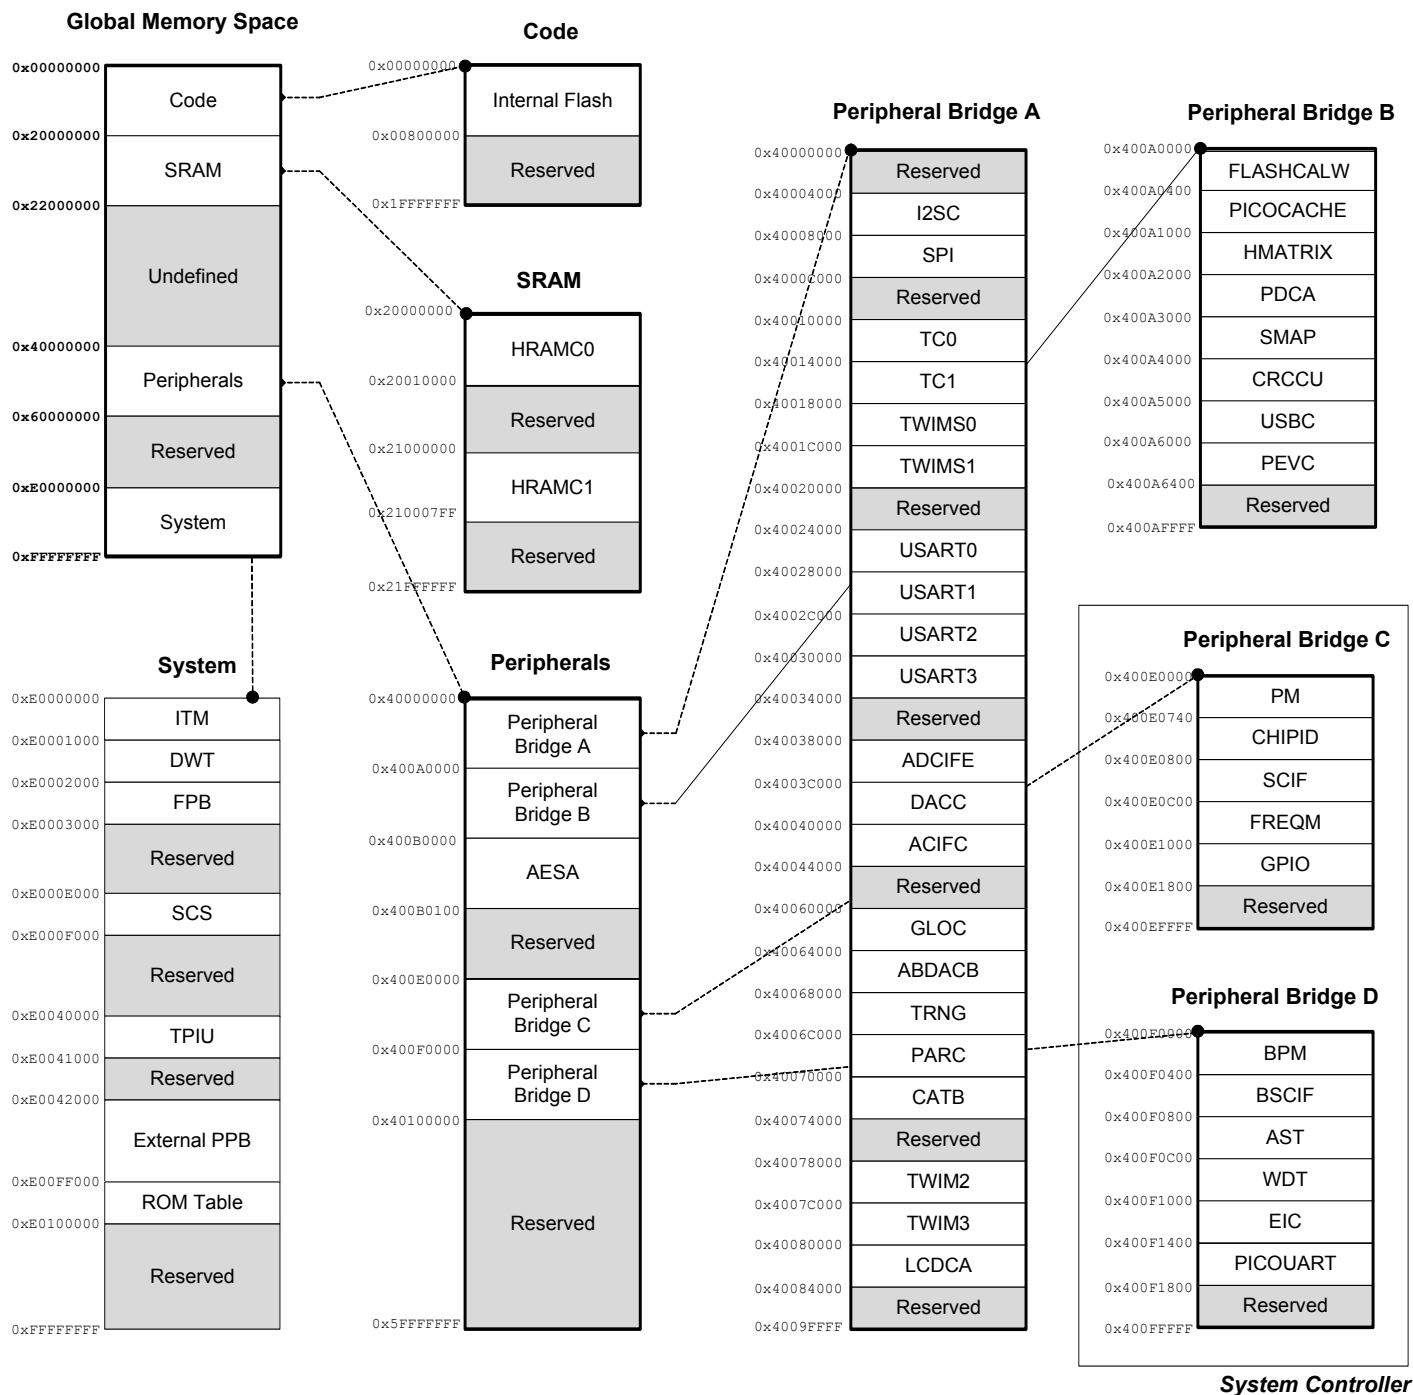 Global Memory Space
0x00000000
Code
0x20000000
SRAM
0x22000000
Undefined
0x40000000
Peripherals
0x60000000
Reserved
0xE0000000
System
0xFFFFFFFF
Code
0x00000000
Internal Flash
0x00800000
Reserved
0x1FFFFFFF
SRAM
0x20000000
HRAMC0
0x20010000
Reserved
0x21000000
HRAMC1
0x210007FF
Reserved
0x21FFFFFF
System
0xE0000000
ITM
0xE0001000
DWT
0xE0002000
FPB
0xE0003000
Reserved
0xE000E000
SCS
0xE000F000
Reserved
0xE0040000
TPIU
0xE0041000
Reserved
0xE0042000
External PPB
0xE00FF000
ROM Table
0xE0100000
Reserved
0xFFFFFFFF
Peripherals
0x40000000
Peripheral
Bridge A
0x400A0000
Peripheral
Bridge B
0x400B0000
AESA
0x400B0100
Reserved
0x400E0000
Peripheral
Bridge C
0x400F0000
Peripheral
Bridge D
0x40100000
Reserved
0x5FFFFFFF
Peripheral Bridge A
0x40000000
Reserved
0x40004000
I2SC
0x40008000
SPI
0x4000C000
Reserved
0x40010000
TC0
0x40014000
TC1
0x40018000
TWIMS0
0x4001C000
TWIMS1
0x40020000
Reserved
0x40024000
USART0
0x40028000
USART1
0x4002C000
USART2
0x40030000
USART3
0x40034000
Reserved
0x40038000
ADCIFE
0x4003C000
DACC
0x40040000
ACIFC
0x40044000
Reserved
0x40060000
GLOC
0x40064000
ABDACB
0x40068000
TRNG
0x4006C000
PARC
0x40070000
CATB
0x40074000
Reserved
0x40078000
TWIM2
0x4007C000
TWIM3
0x40080000
LCDCA
0x40084000
Reserved
0x4009FFFF
Peripheral Bridge B
0x400A0000
FLASHCALW
0x400A0400
PICOCACHE
0x400A1000
HMATRIX
0x400A2000
PDCA
0x400A3000
SMAP
0x400A4000
CRCCU
0x400A5000
USBC
0x400A6000
PEVC
0x400A6400
Reserved
0x400AFFFF
Peripheral Bridge C
0x400E0000
PM
0x400E0740
CHIPID
0x400E0800
SCIF
0x400E0C00
FREQM
0x400E1000
GPIO
0x400E1800
Reserved
0x400EFFFF
Peripheral Bridge D
0x400F0000
BPM
0x400F0400
BSCIF
0x400F0800
AST
0x400F0C00
WDT
0x400F1000
EIC
0x400F1400
PICOUART
0x400F1800
Reserved
0x400FFFFF
System Controller